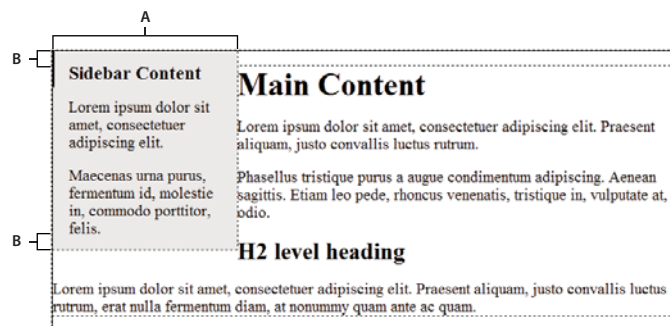 A
B
Sidebar Content
Lorem ipsum dolor sit
amet, consectetuer
adipiscing elit.
Maecenas urna purus,
fermentum id, molestie
in, commodo porttitor,
felis.
B
Main Content
Lorem ipsum dolor sit amet, consectetuer adipiscing elit. Praesent
aliquam, justo convallis luctus rutrum.
Phasellus tristique purus a augue condimentum adipiscing. Aenean
sagittis. Etiam leo pede, rhoncus venenatis, tristique in, vulputate at,
odio.
H2 level heading
Lorem ipsum dolor sit amet, consectetuer adipiscing elit. Praesent aliquam, justo convallis luctus
rutrum, erat nulla fermentum diam, at nonummy quam ante ac quam.